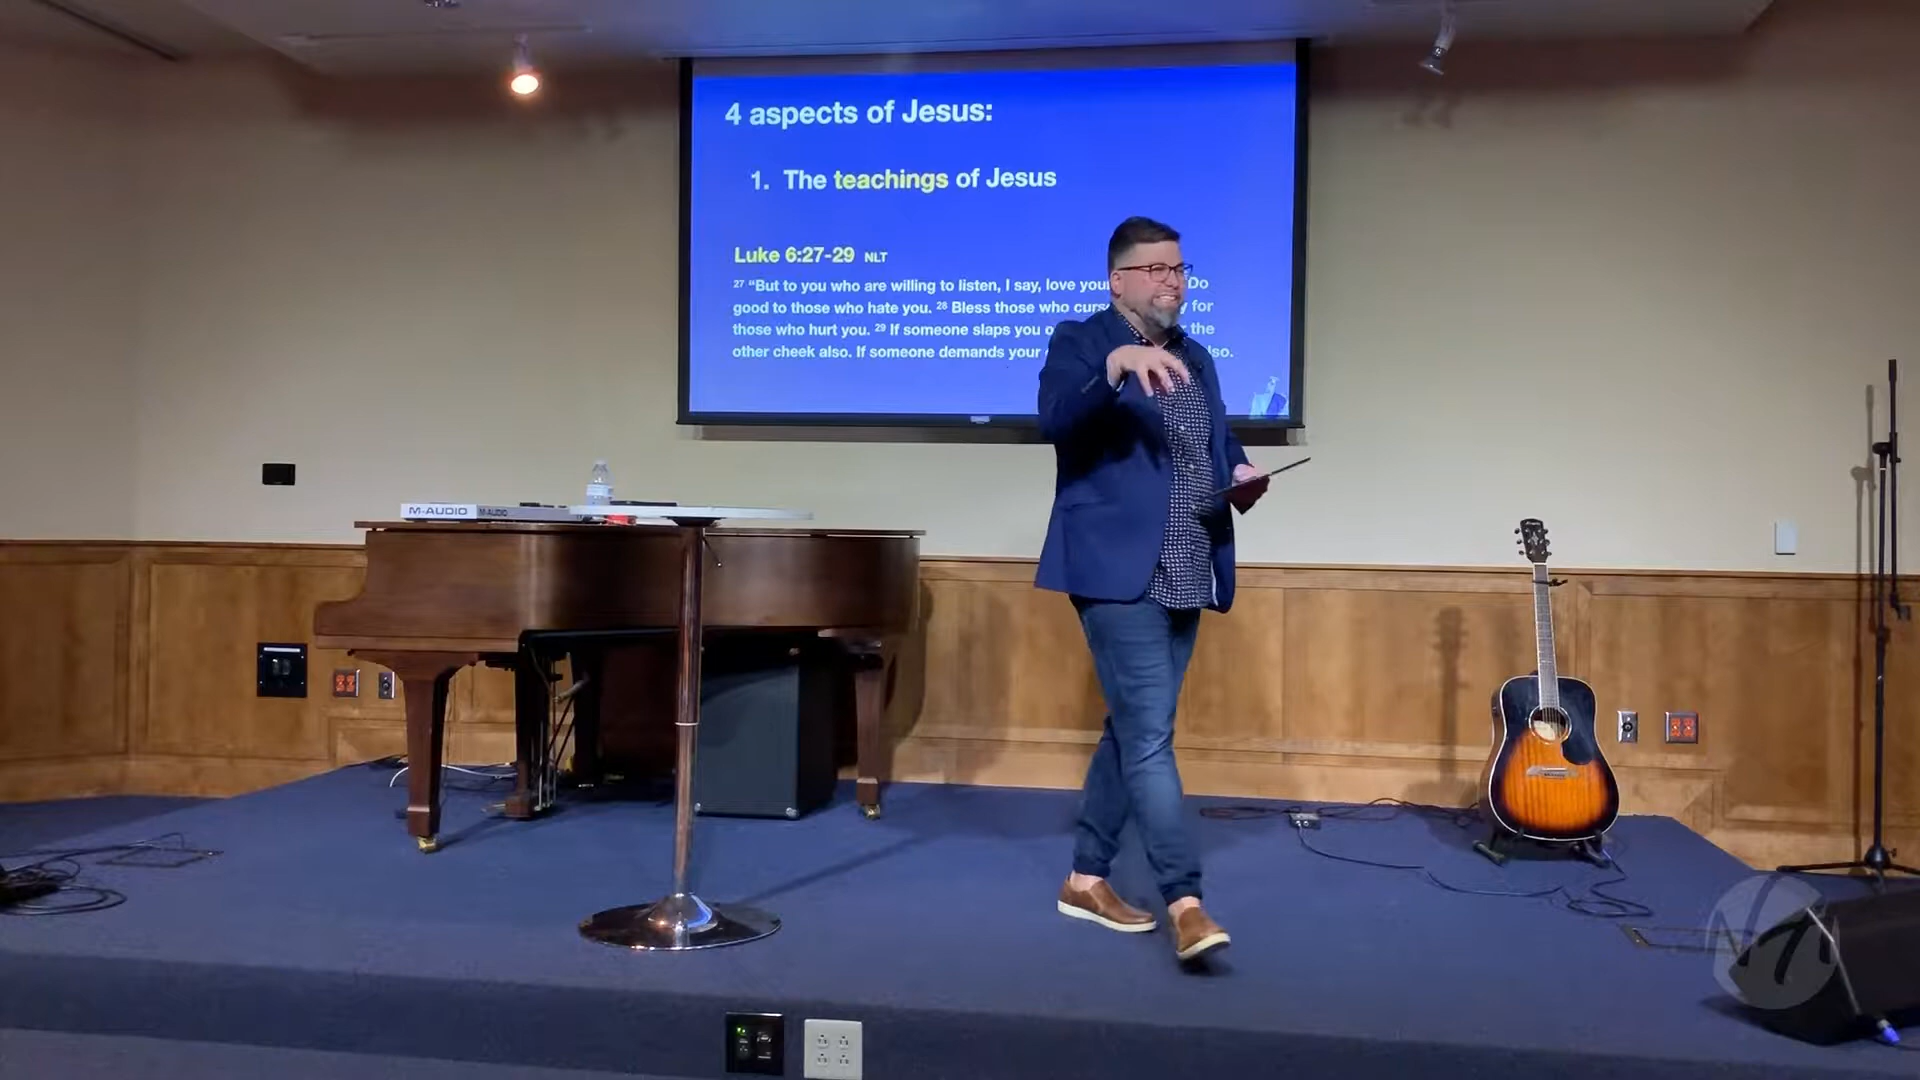 4 aspects of Jesus:
1. The teachings of Jesus
Luke 6:27-29 NLT
27 “But to you who are willing to listen, I say, love your Do
good to those who hate you. 28 Bless those who curs y for
those who hurt you. 29 If someone slaps you o the
other cheek also. If someone demands your lso.
M-AUDIO M-AUDIO